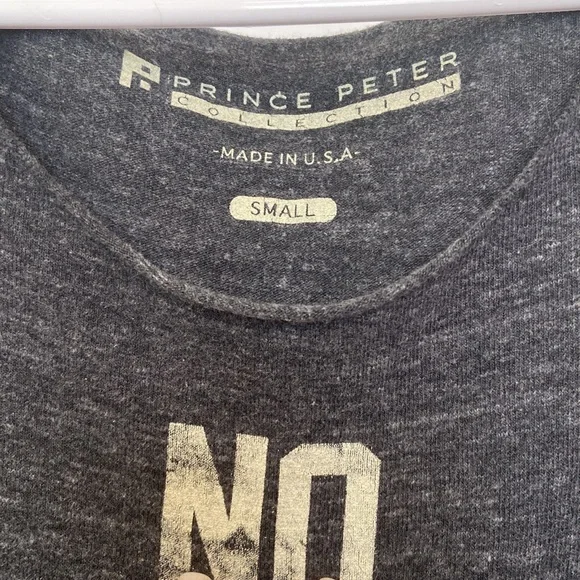 PRINCE PETER
COLLECTION
-MADE IN U.S.A-
SMALL
NO